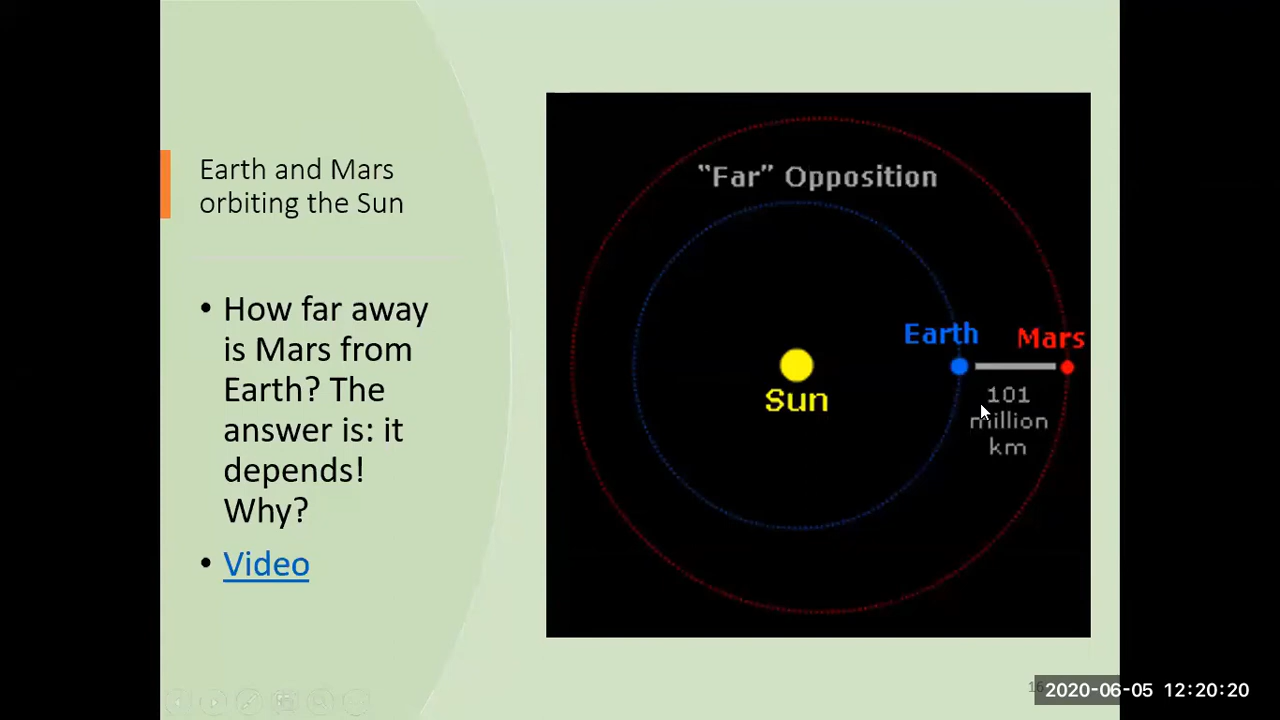 Earth and Mars
orbiting the Sun
• How far away
is Mars from
Earth? The
answer is: it
depends!
Why?
• Video
“Far” Opposition
Earth
Mars
Sun
101
million
km
16
2020-06-05 12:20:20